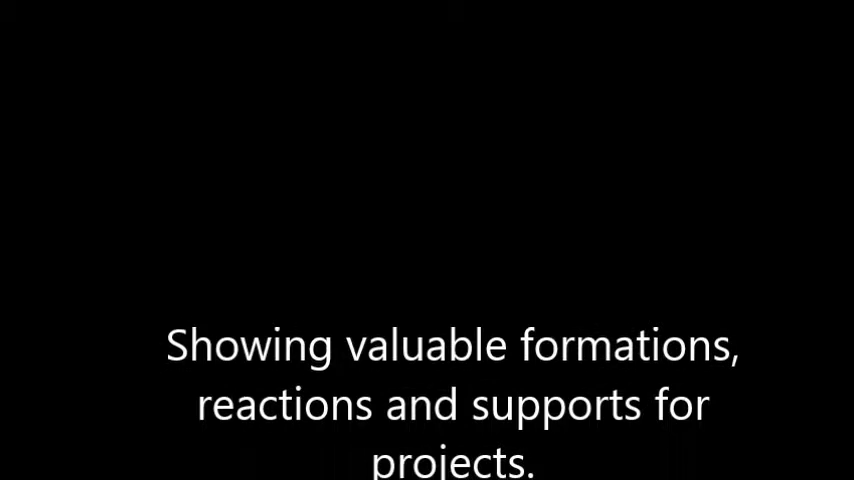 Showing valuable formations,
reactions and supports for
projects.